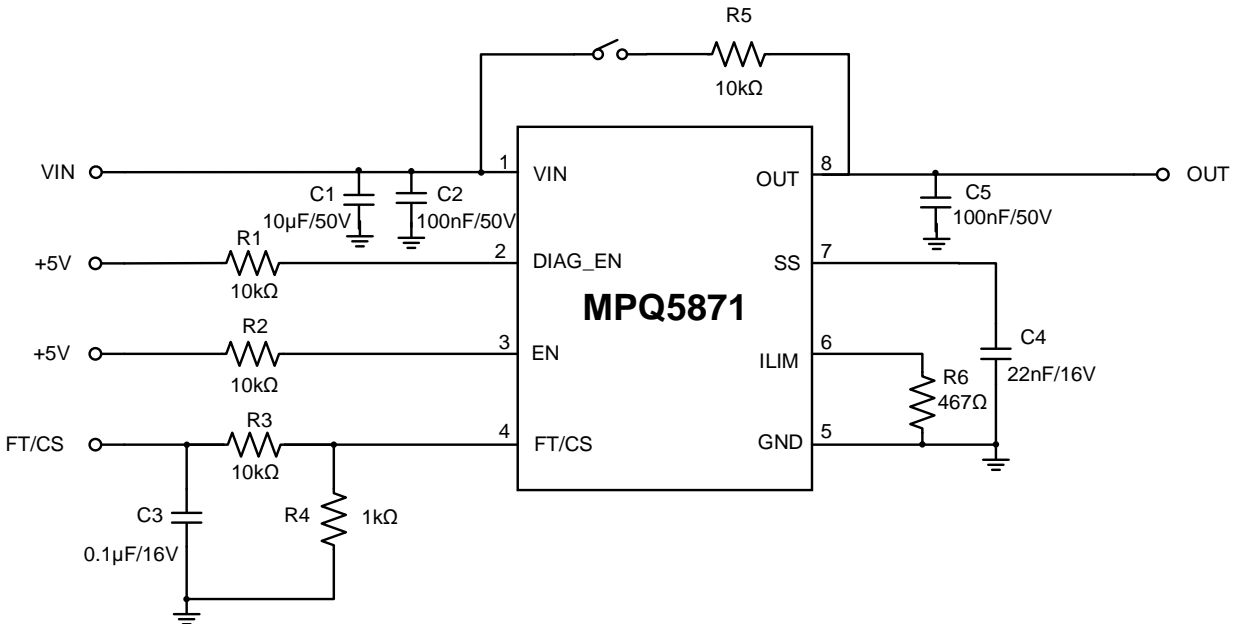 R5
10kΩ
VIN
1
VIN
OUT
8
OUT
C1
10µF/50V
C2
100nF/50V
C5
100nF/50V
+5V
R1
10kΩ
2
DIAG_EN
SS
7
MPQ5871
+5V
R2
10kΩ
3
EN
ILIM
6
C4
22nF/16V
R6
467Ω
FT/CS
R3
10kΩ
4
FT/CS
GND
5
C3
0.1µF/16V
R4
1kΩ